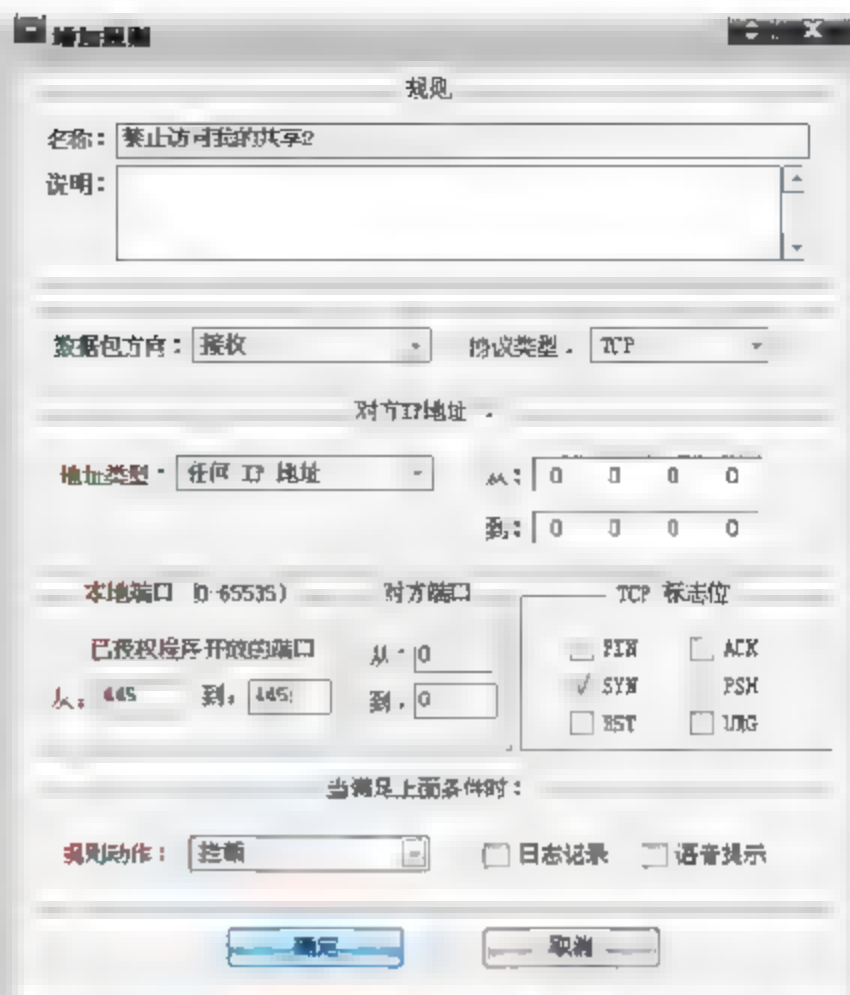 增加规则
规则
名称： 禁止访问我的共享2
说明：
数据包方向： 接收 协议类型： TCP
对方IP地址：
地址类型： 任何 IP 地址 从： 0 0 0 0
到： 0 0 0 0
本地端口 (0-65535) 对方端口 TCP 标志位
已授权程序开放的端口 从： 0 FIN ACK
从： 445 到： 445 到： 0 SYN PSH
RST URG
当满足上面条件时：
规则动作： 拦截 日志记录 语音提示
确定 取消